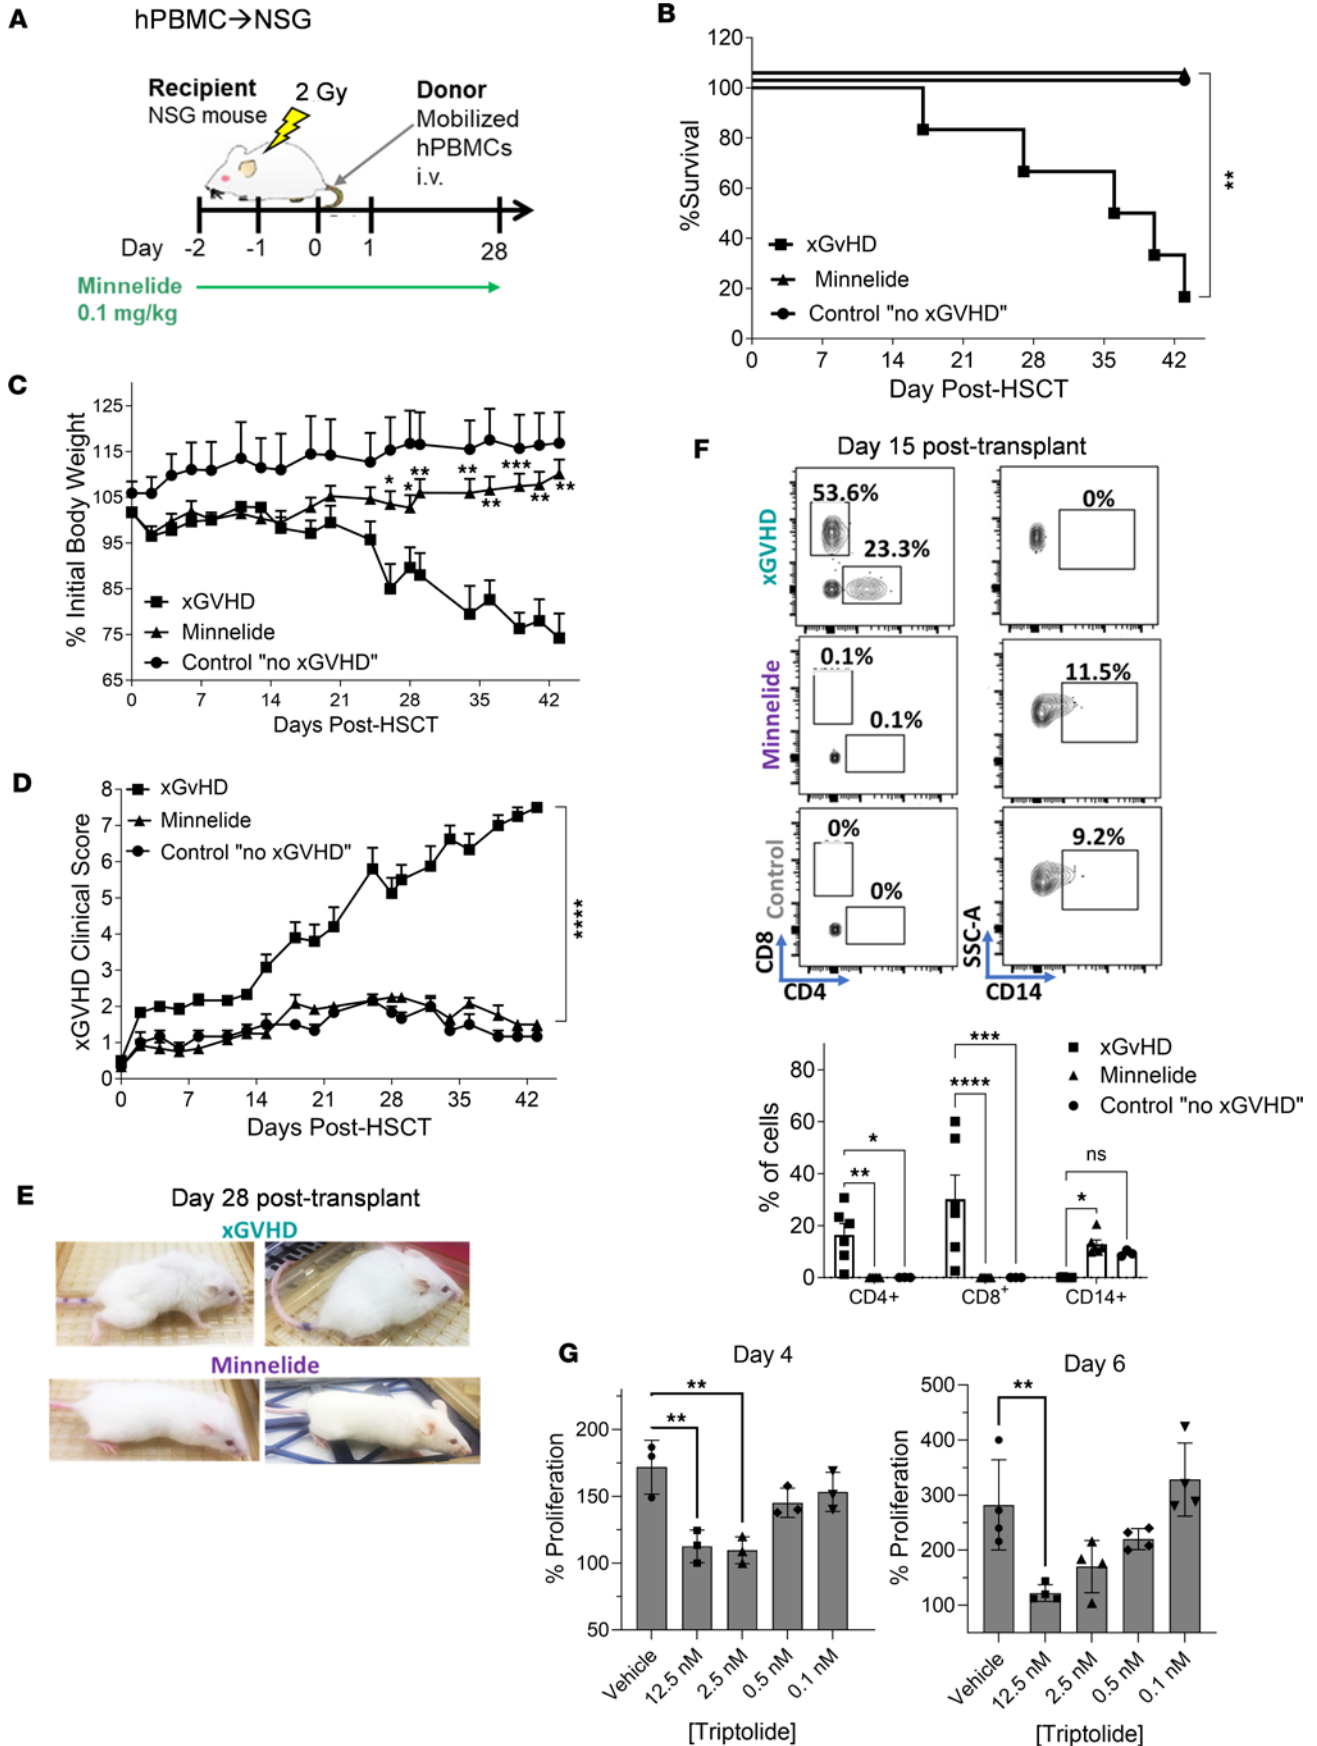 A
hPBMC→NSG
Recipient
NSG mouse
2 Gy
Donor
Mobilized
hPBMCs
i.v.
Day -2 -1 0 1 28
Minnelide
0.1 mg/kg
B
%Survival
120
100
80
60
40
20
0
xGvHD
Minnelide
Control "no xGVHD"
**
0 7 14 21 28 35 42
Day Post-HSCT
C
% Initial Body Weight
125
115
105
95
85
75
65
* * ** ** ** *** ** **
xGVHD
Minnelide
Control "no xGVHD"
0 7 14 21 28 35 42
Days Post-HSCT
D
xGVHD Clinical Score
8
7
6
5
4
3
2
1
0
xGvHD
Minnelide
Control "no xGVHD"
****
0 7 14 21 28 35 42
Days Post-HSCT
E
Day 28 post-transplant
xGVHD
Minnelide
F
Day 15 post-transplant
xGVHD
53.6%
23.3%
0%
Minnelide
0.1%
0.1%
11.5%
Control
0%
0%
9.2%
CD8
CD4
SSC-A
CD14
% of cells
80
60
40
20
0
** * **** *** * ns
xGvHD
Minnelide
Control "no xGVHD"
CD4+ CD8+ CD14+
G
Day 4
% Proliferation
200
150
100
50
** **
Vehicle 12.5 nM 2.5 nM 0.5 nM 0.1 nM
[Triptolide]
Day 6
% Proliferation
500
400
300
200
100
**
Vehicle 12.5 nM 2.5 nM 0.5 nM 0.1 nM
[Triptolide]